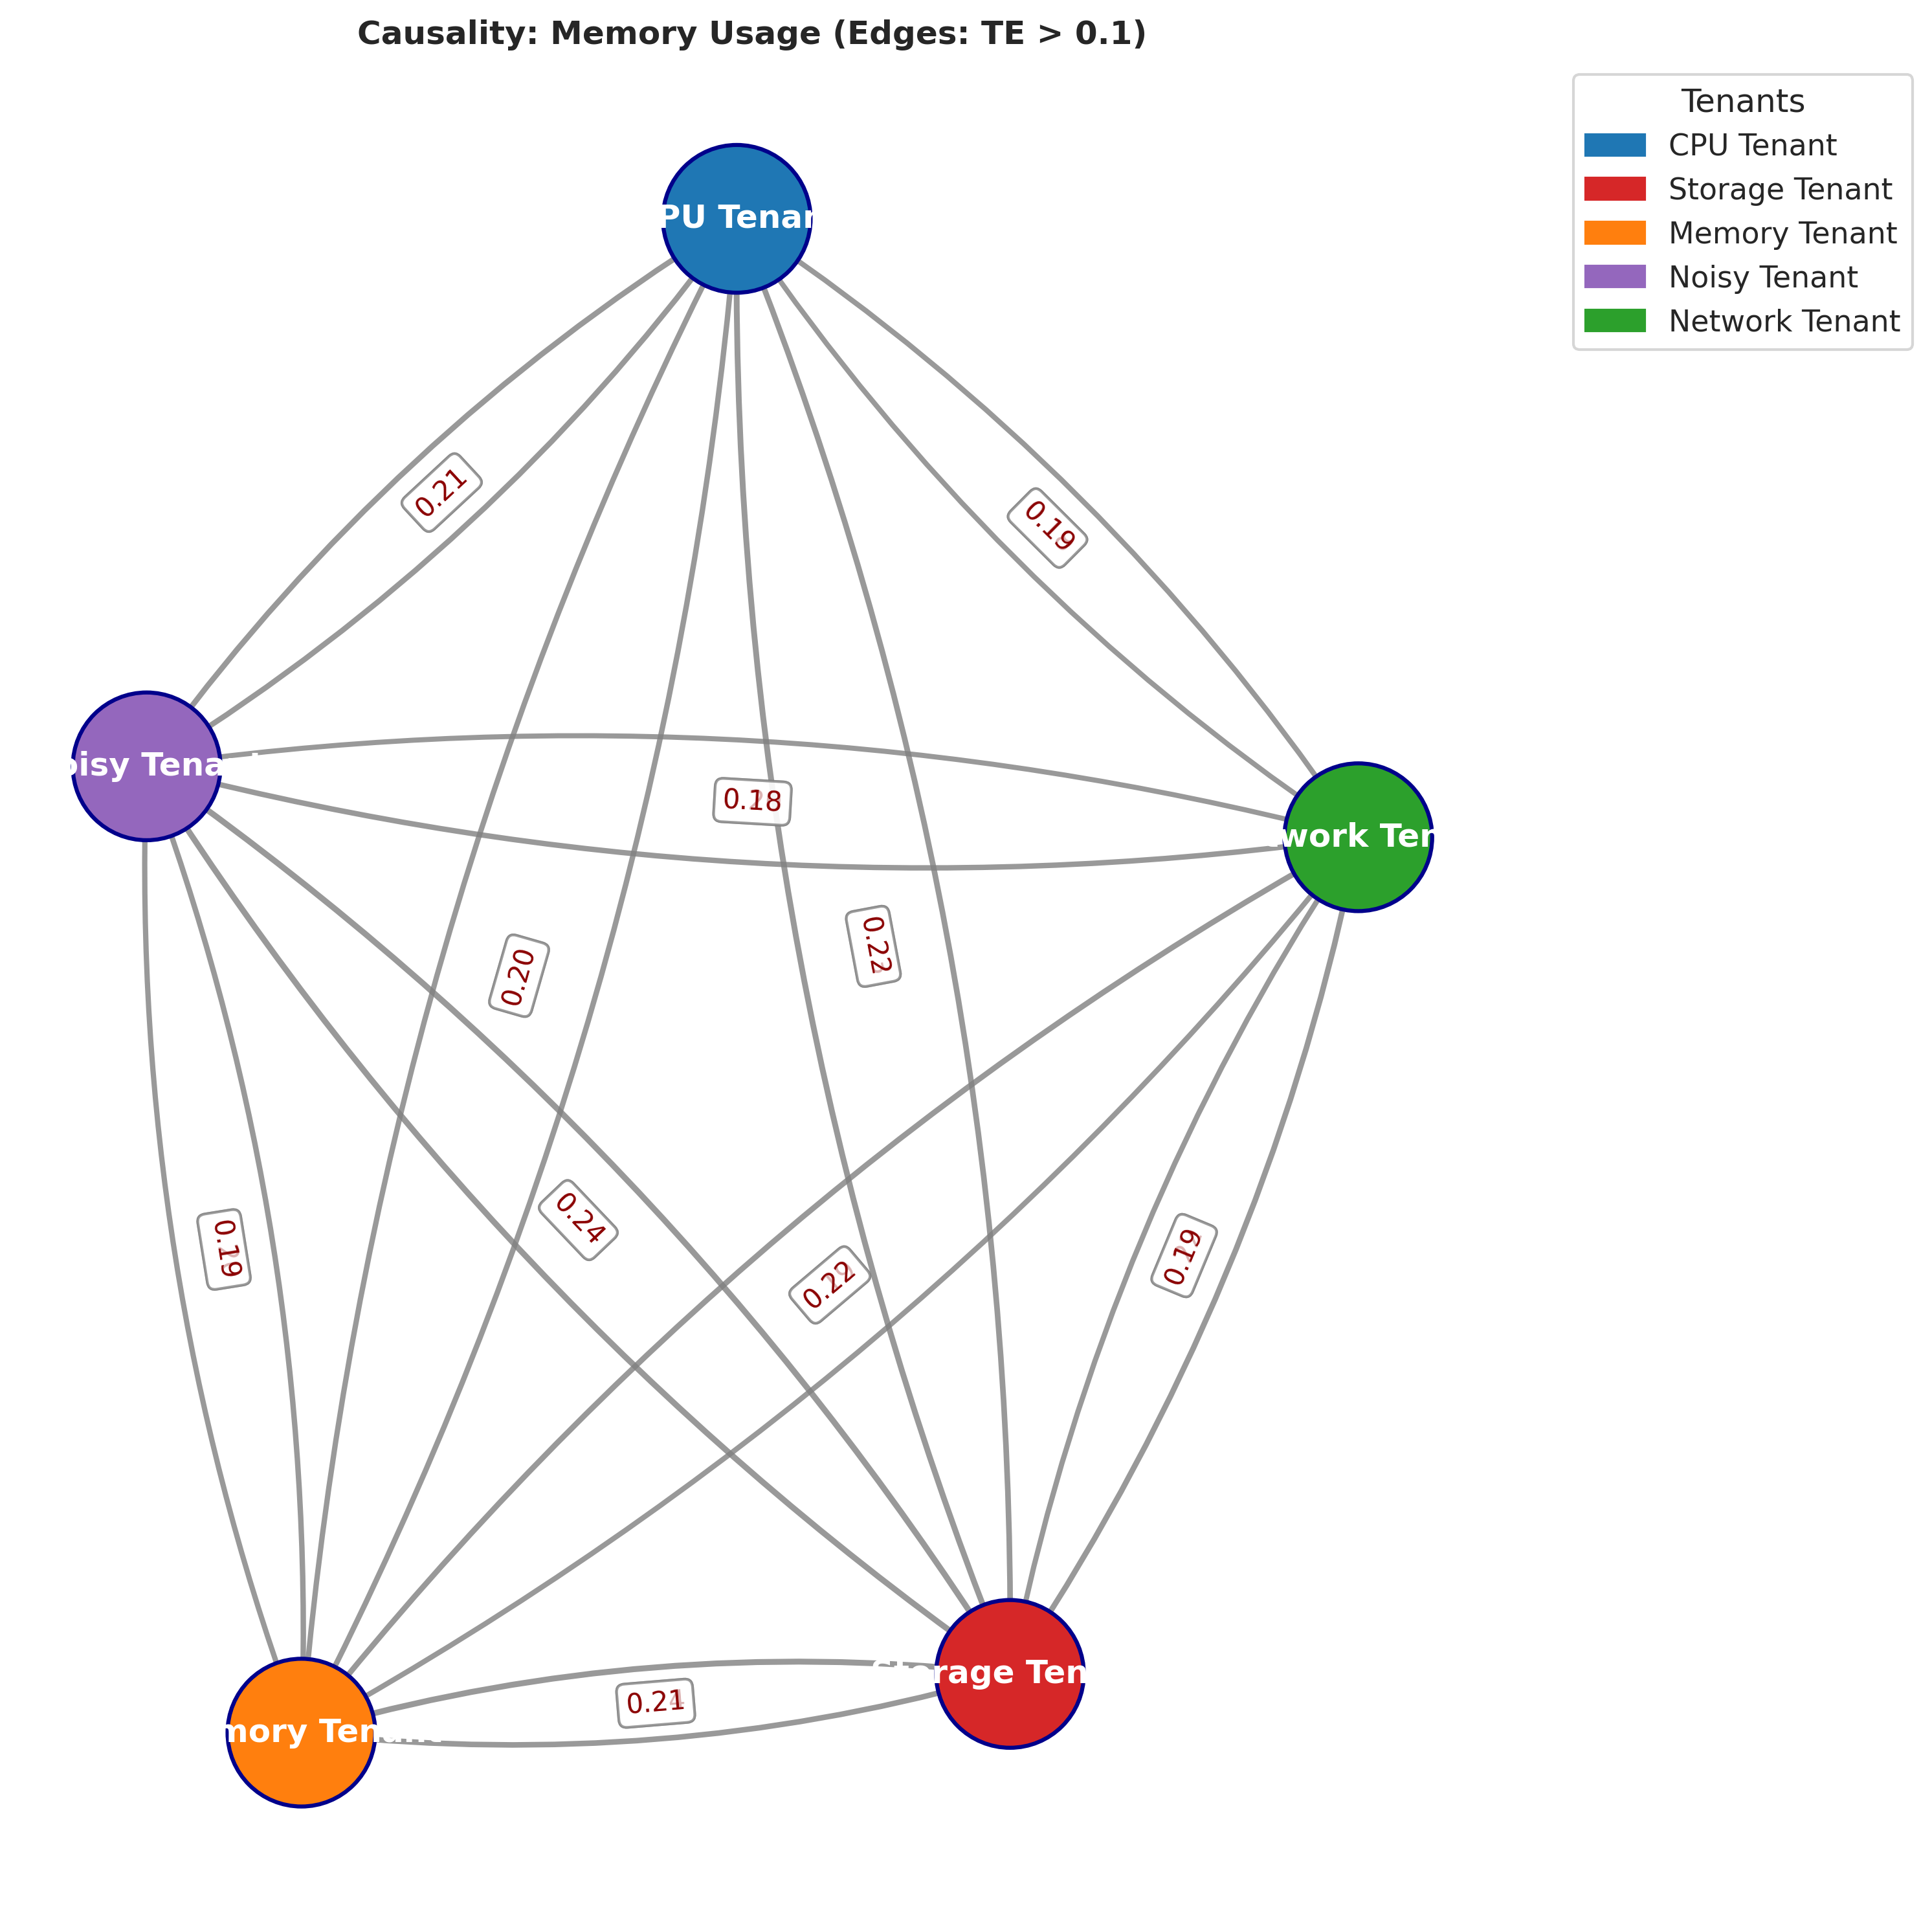 Causality: Memory Usage (Edges: TE > 0.1)
Tenants
CPU Tenant
Storage Tenant
Memory Tenant
Noisy Tenant
Network Tenant
PU Tenan
0.21
0.19
oisy Tena
0.18
work Ten
0.22
0.20
0.24
0.19
0.22
0.19
rage Ten
0.21
mory Ten